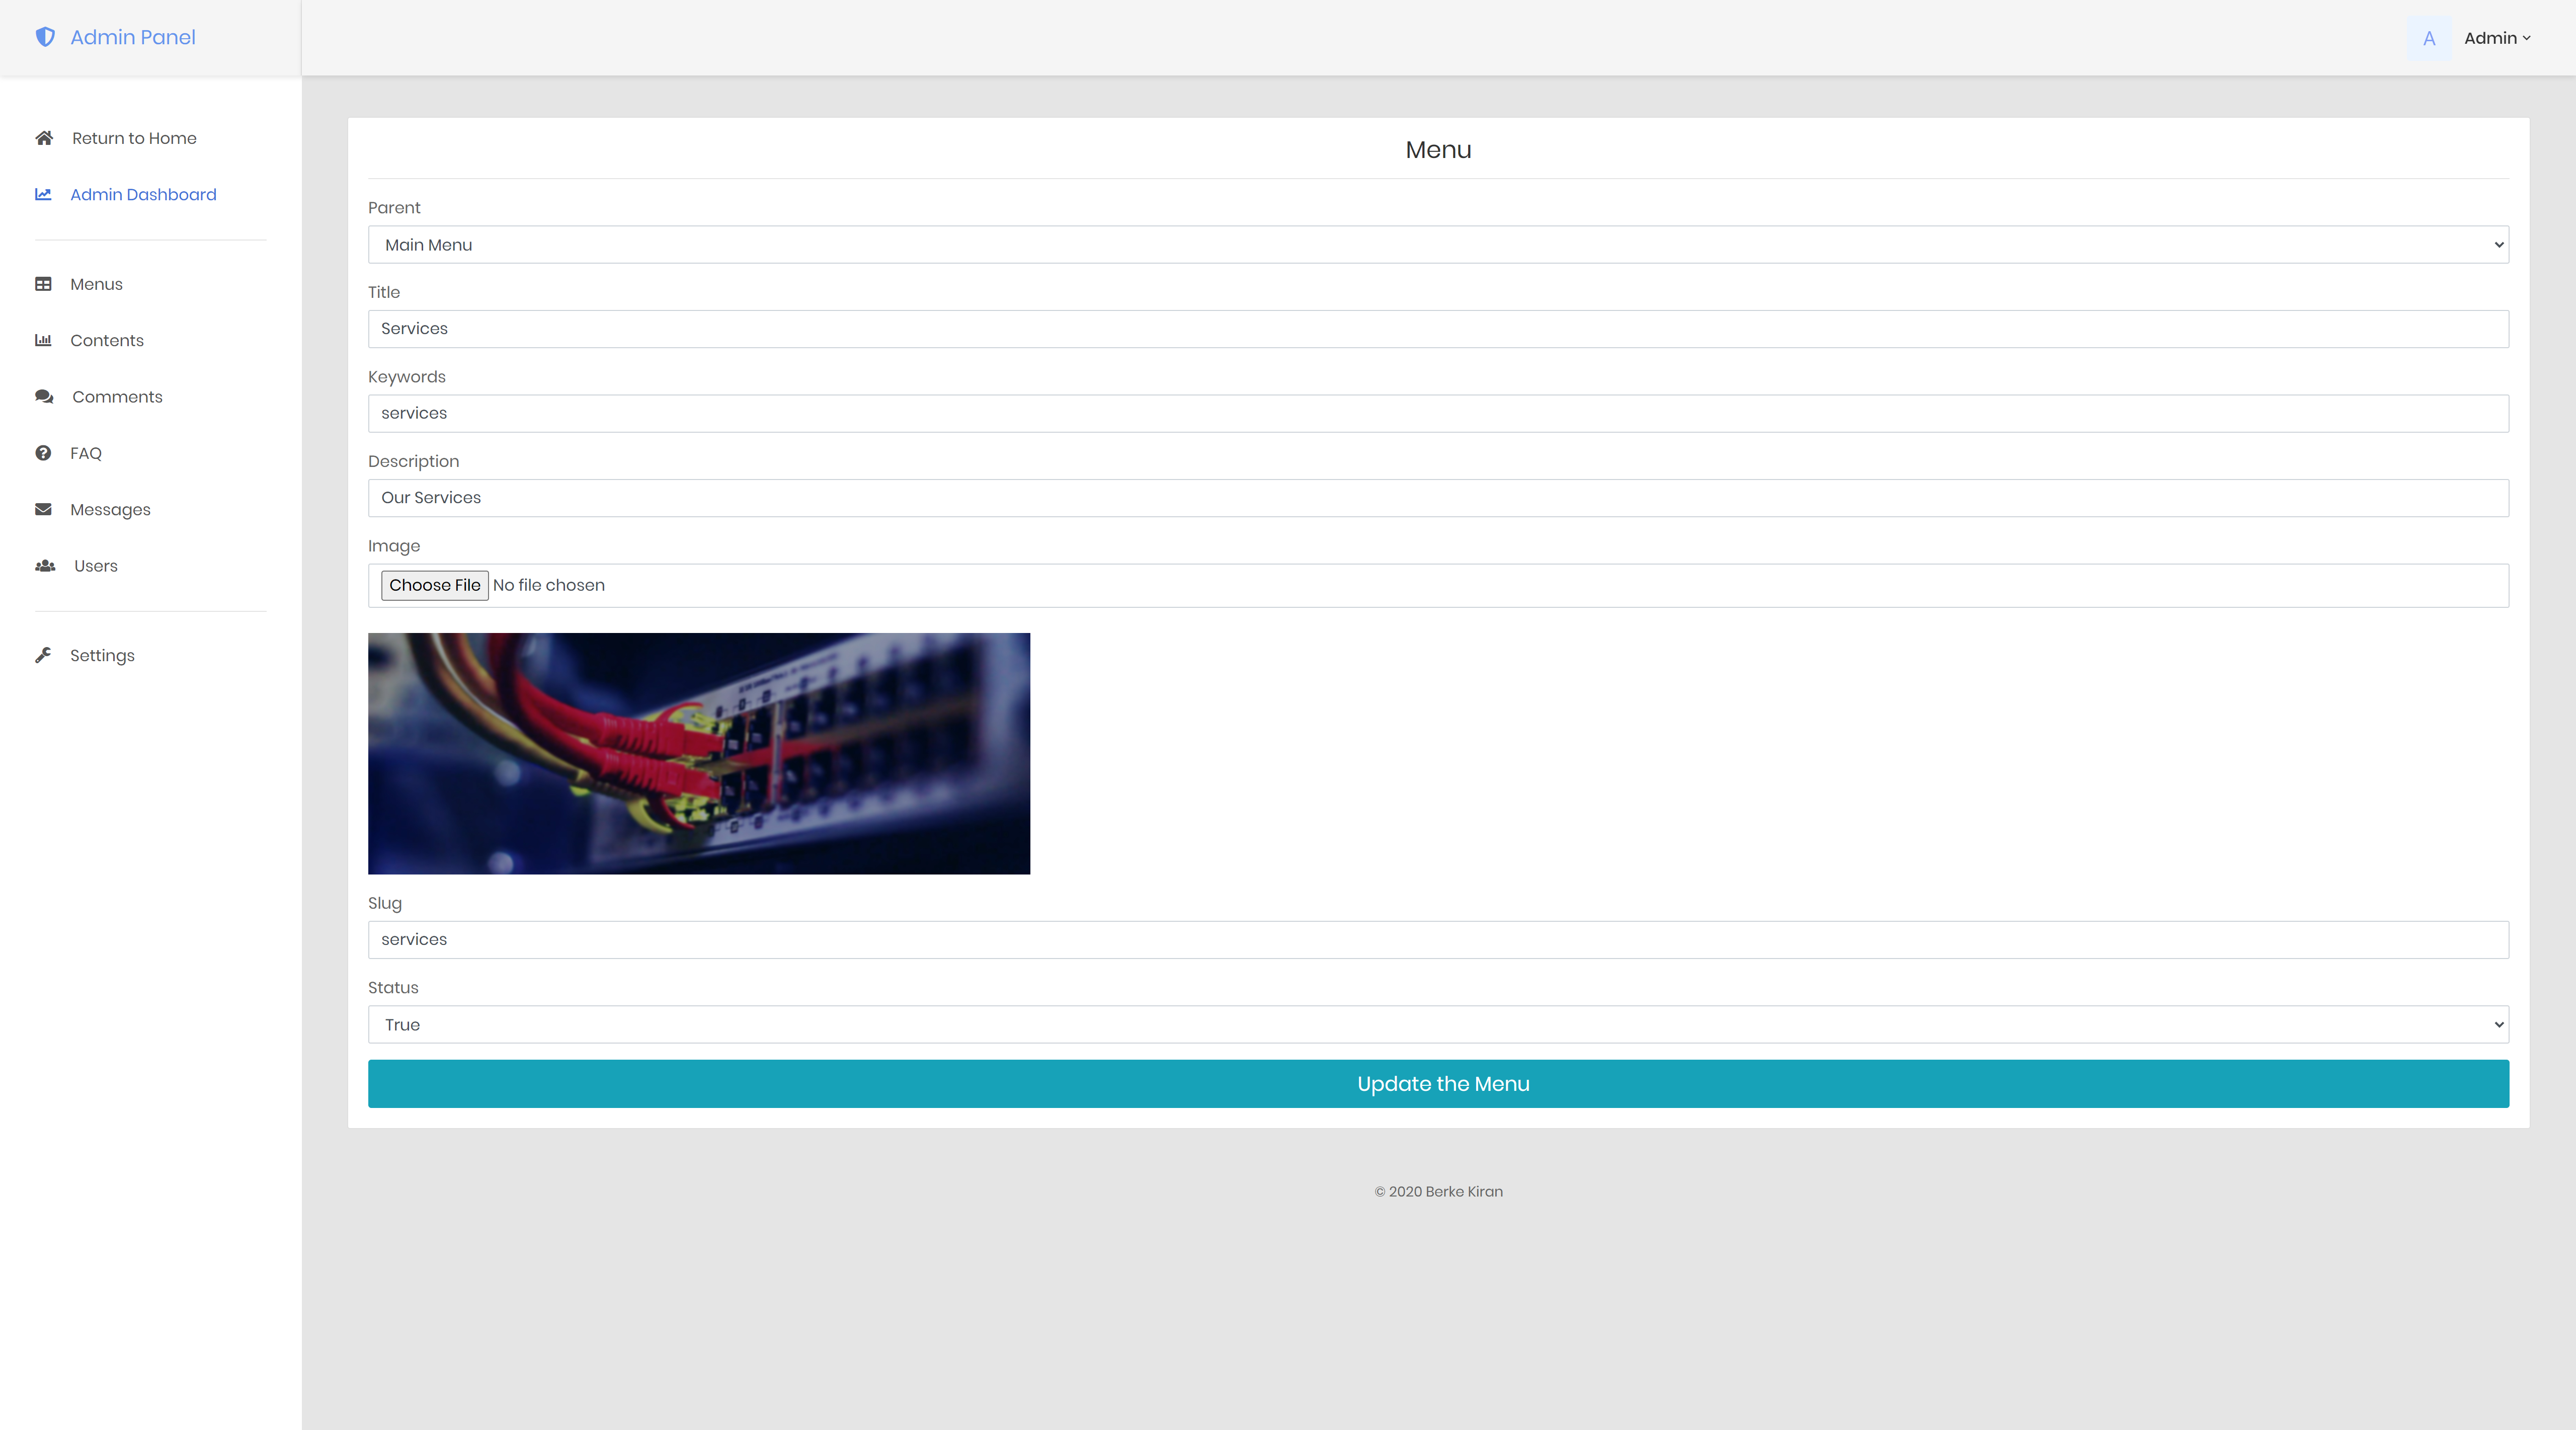 Admin Panel
A Admin
Return to Home
Admin Dashboard
Menus
Contents
Comments
FAQ
Messages
Users
Settings
Menu
Parent
Main Menu
Title
Services
Keywords
services
Description
Our Services
Image
Choose File No file chosen
Slug
services
Status
True
Update the Menu
© 2020 Berke Kiran